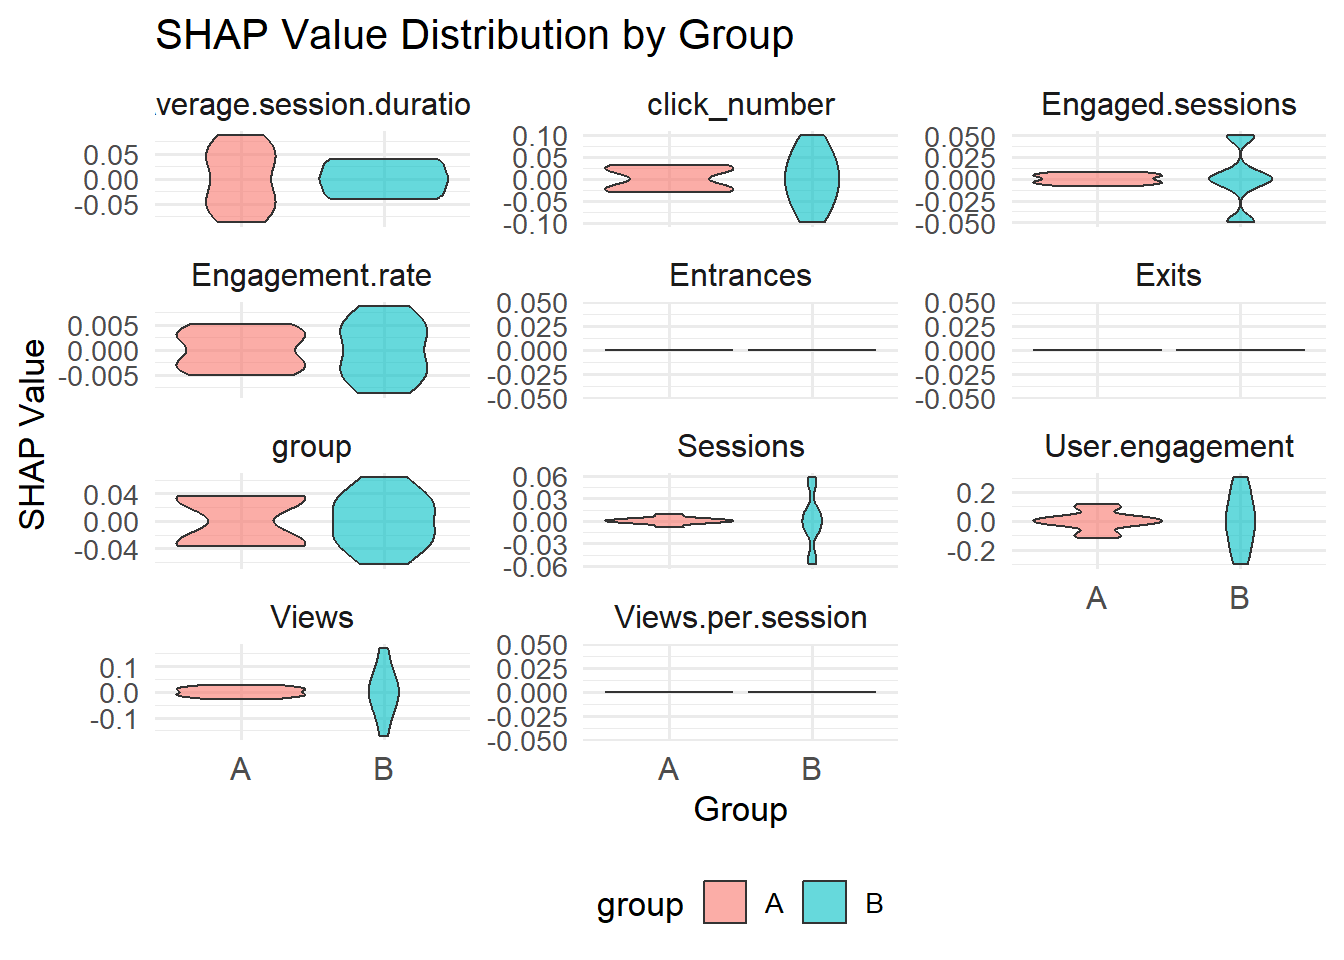 SHAP Value Distribution by Group
verage.session.duratio
click_number
Engaged.sessions
0.05
0.00
-0.05
0.10
0.05
0.00
-0.05
-0.10
0.050
0.025
0.000
-0.025
-0.050
Engagement.rate
Entrances
Exits
0.005
0.000
-0.005
0.050
0.025
0.000
-0.025
-0.050
0.050
0.025
0.000
-0.025
-0.050
group
Sessions
User.engagement
0.04
0.00
-0.04
0.06
0.03
0.00
-0.03
-0.06
0.2
0.0
-0.2
A B
Views
Views.per.session
0.1
0.0
-0.1
0.050
0.025
0.000
-0.025
-0.050
A B
A B
SHAP Value
Group
group A B